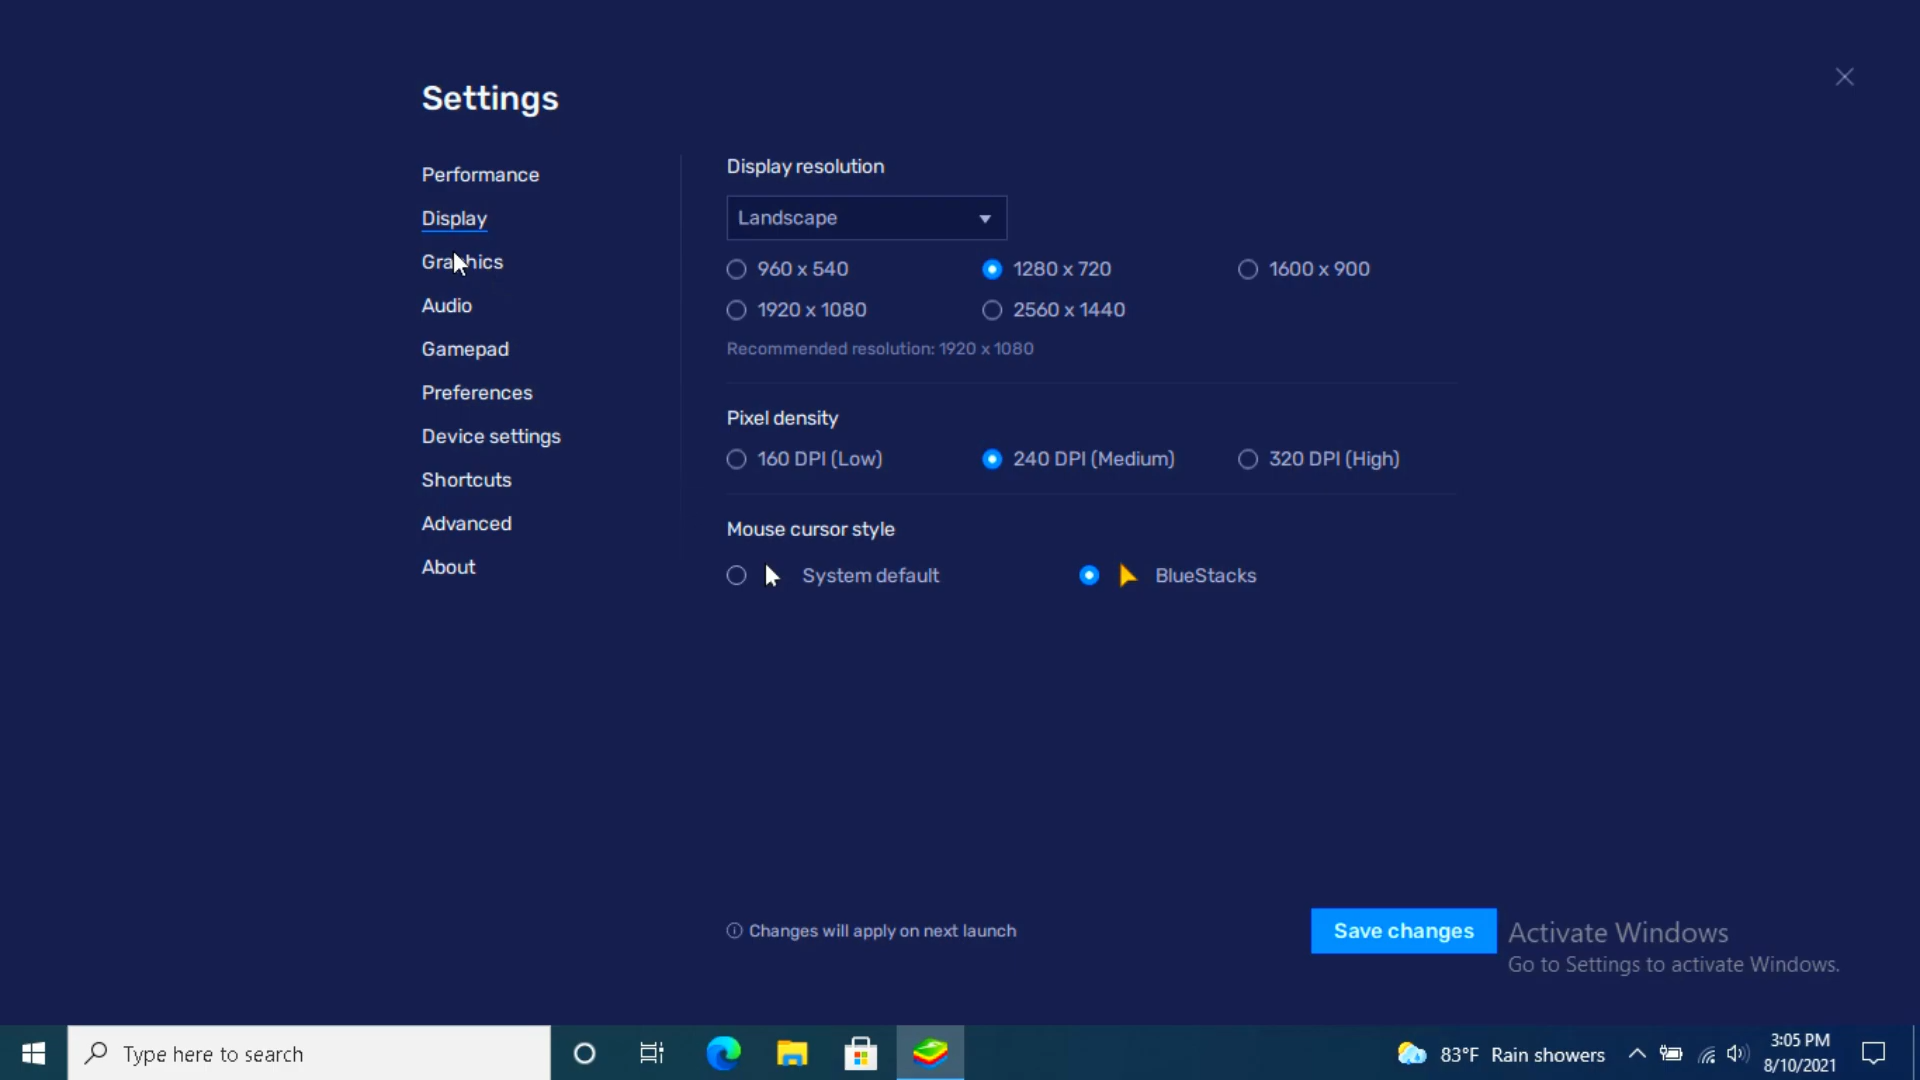 Settings
Performance
Display
Graphics
Audio
Gamepad
Preferences
Device settings
Shortcuts
Advanced
About
Display resolution
Landscape
960 x 540
1280 x 720
1600 x 900
1920 x 1080
2560 x 1440
Recommended resolution: 1920 x 1080
Pixel density
160 DPI (Low)
240 DPI (Medium)
320 DPI (High)
Mouse cursor style
System default
BlueStacks
Changes will apply on next launch
Save changes
Activate Windows
Go to Settings to activate Windows.
Type here to search
83°F Rain showers
3:05 PM
8/10/2021